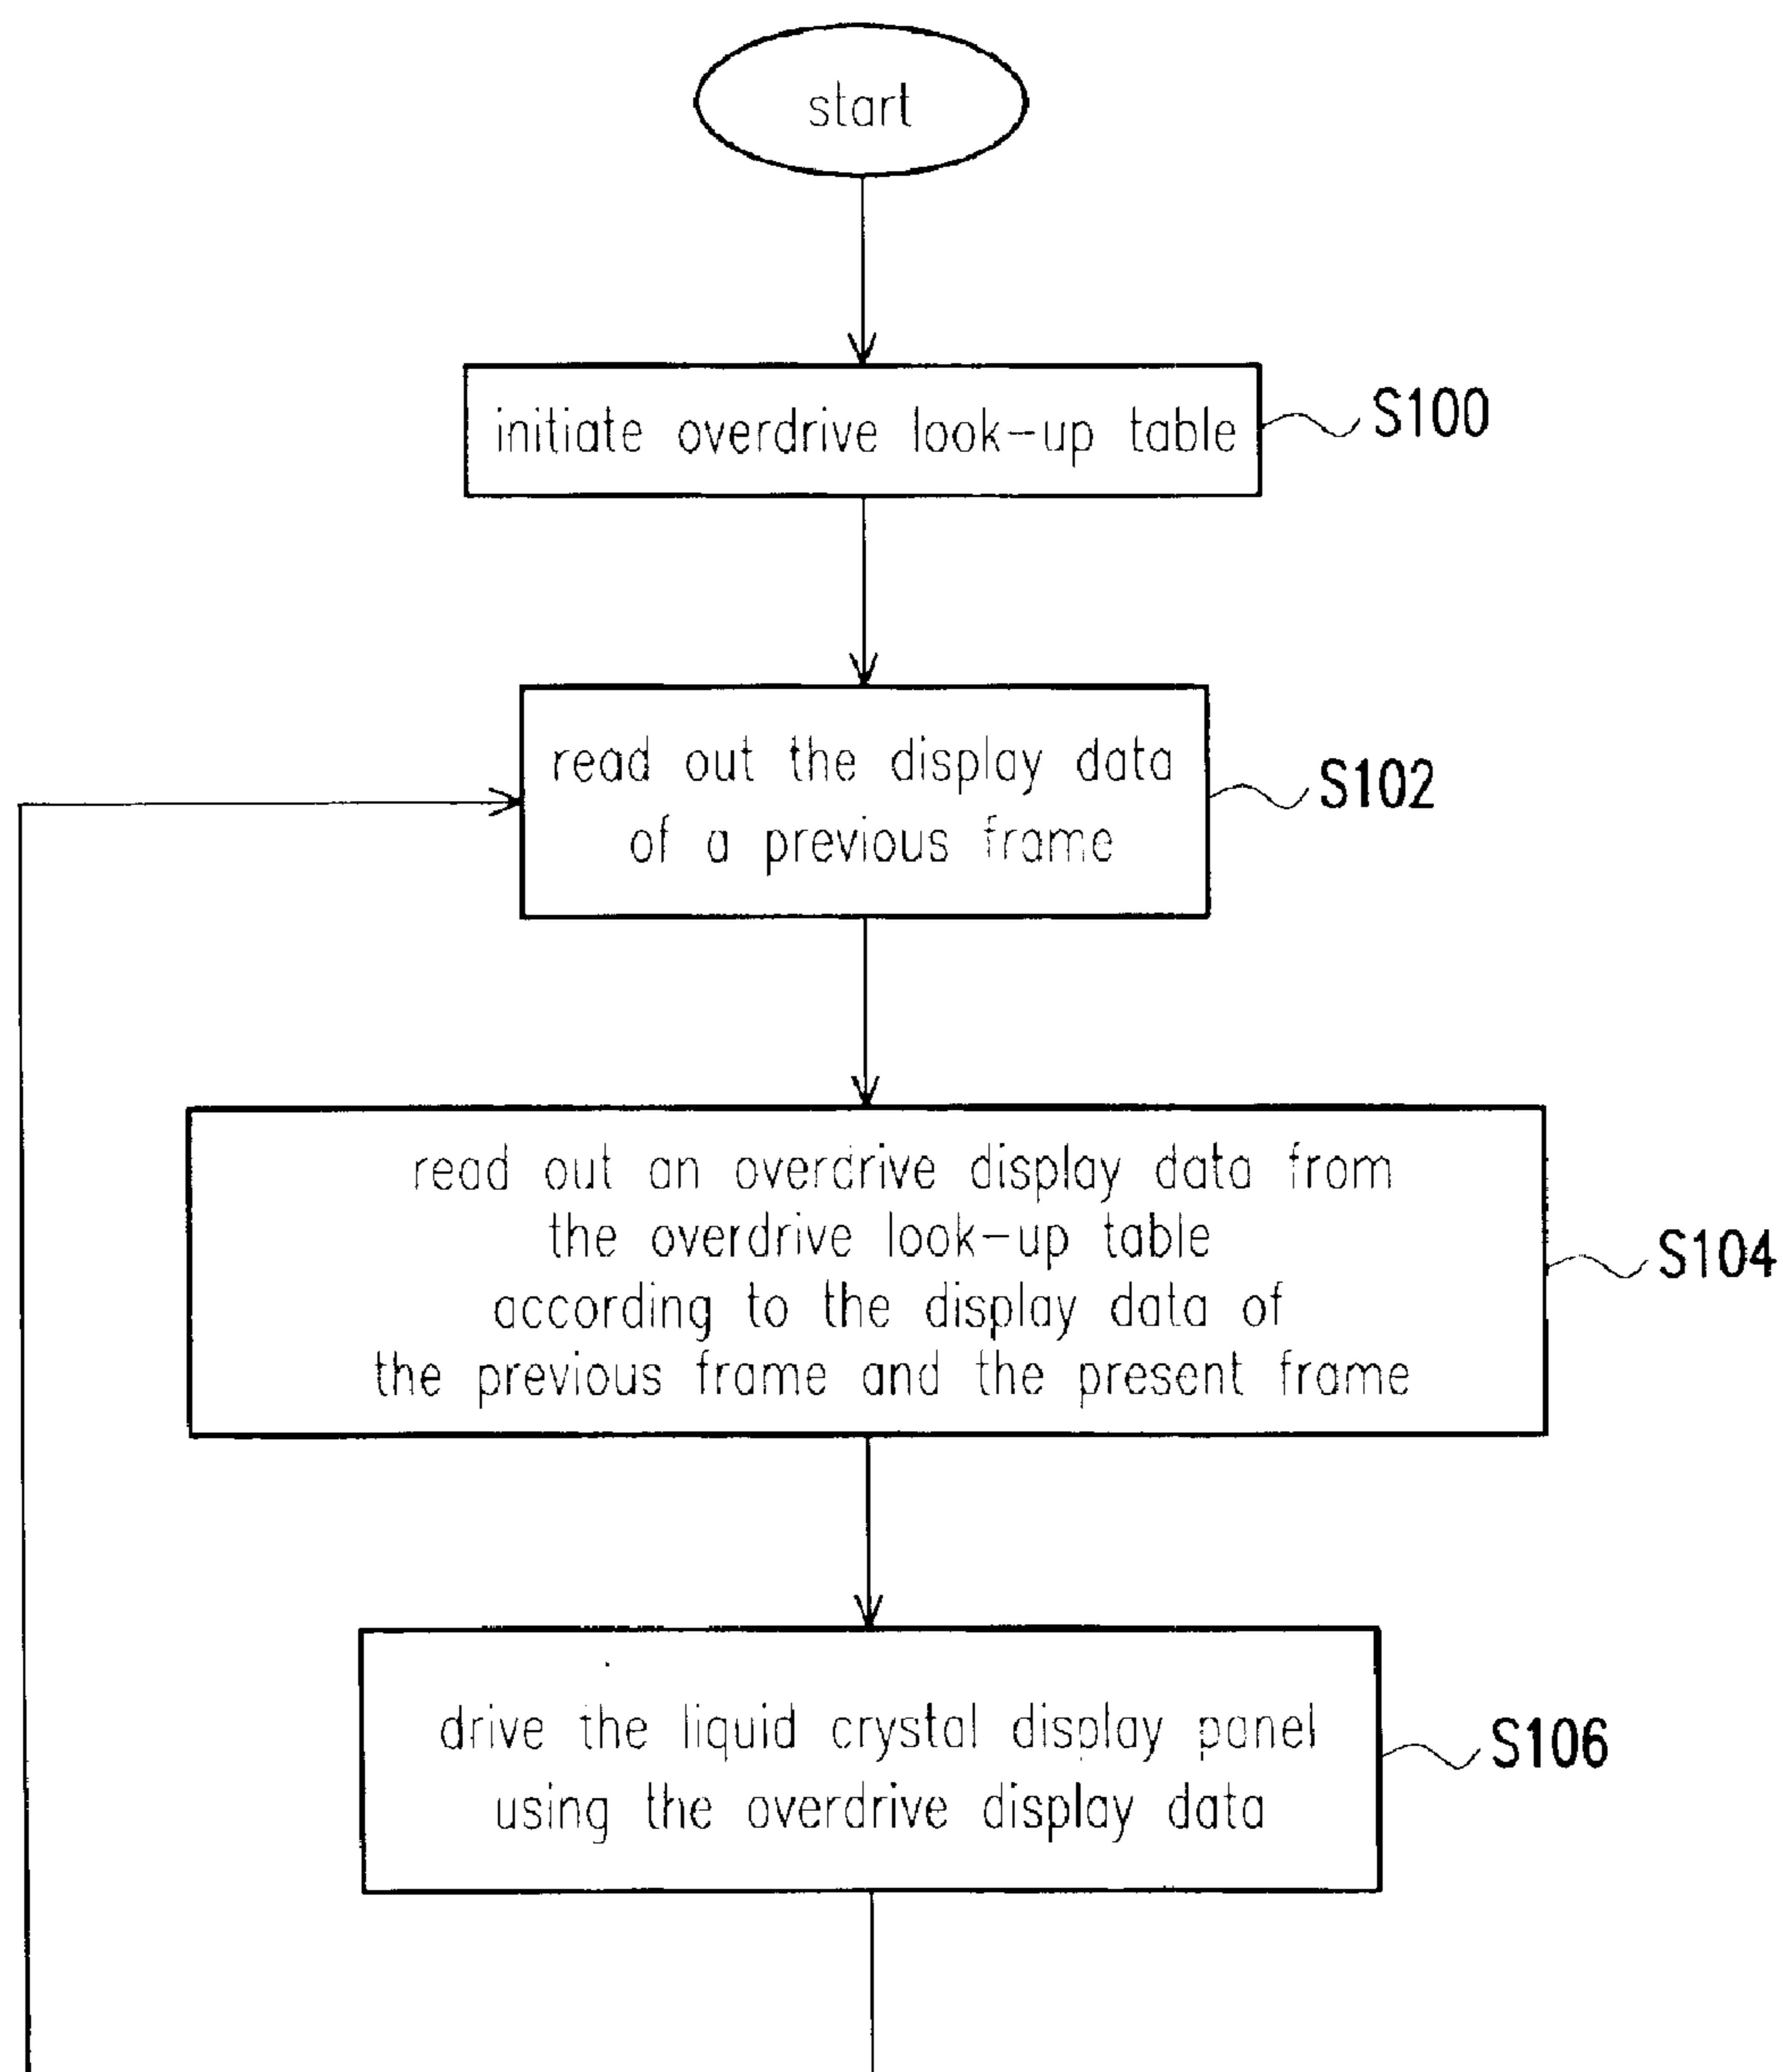 start
initiate overdrive look-up table
S100
read out the display data
of a previous frame
S102
read out an overdrive display data from
the overdrive look-up table
according to the display data of
the previous frame and the present frame
S104
drive the liquid crystal display panel
using the overdrive display data
S106